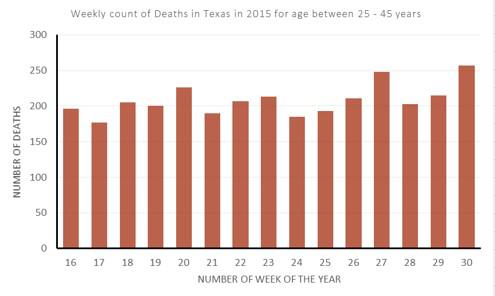 Weekly count of Deaths in Texas in 2015 for age between 25 - 45 years
300
250
200
150
100
50
0
NUMBER OF DEATHS
16 17 18 19 20 21 22 23 24 25 26 27 28 29 30
NUMBER OF WEEK OF THE YEAR